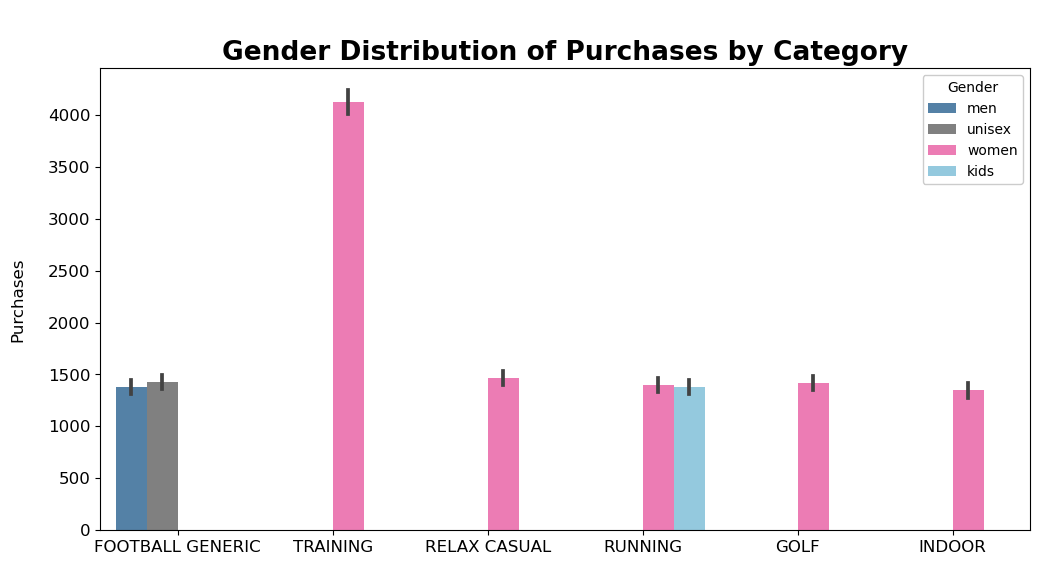 Gender Distribution of Purchases by Category
Gender
men
unisex
women
kids
Purchases
4000
3500
3000
2500
2000
1500
1000
500
0
FOOTBALL GENERIC TRAINING RELAX CASUAL RUNNING GOLF INDOOR